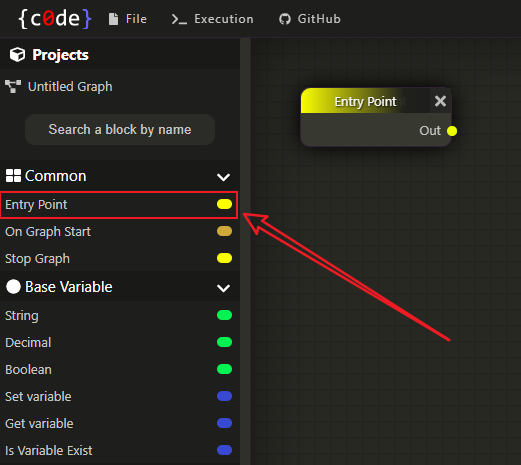 {c0de}
File
Execution
GitHub
Projects
Untitled Graph
Search a block by name
Common
Entry Point
On Graph Start
Stop Graph
Base Variable
String
Decimal
Boolean
Set variable
Get variable
Is Variable Exist
Entry Point
Out